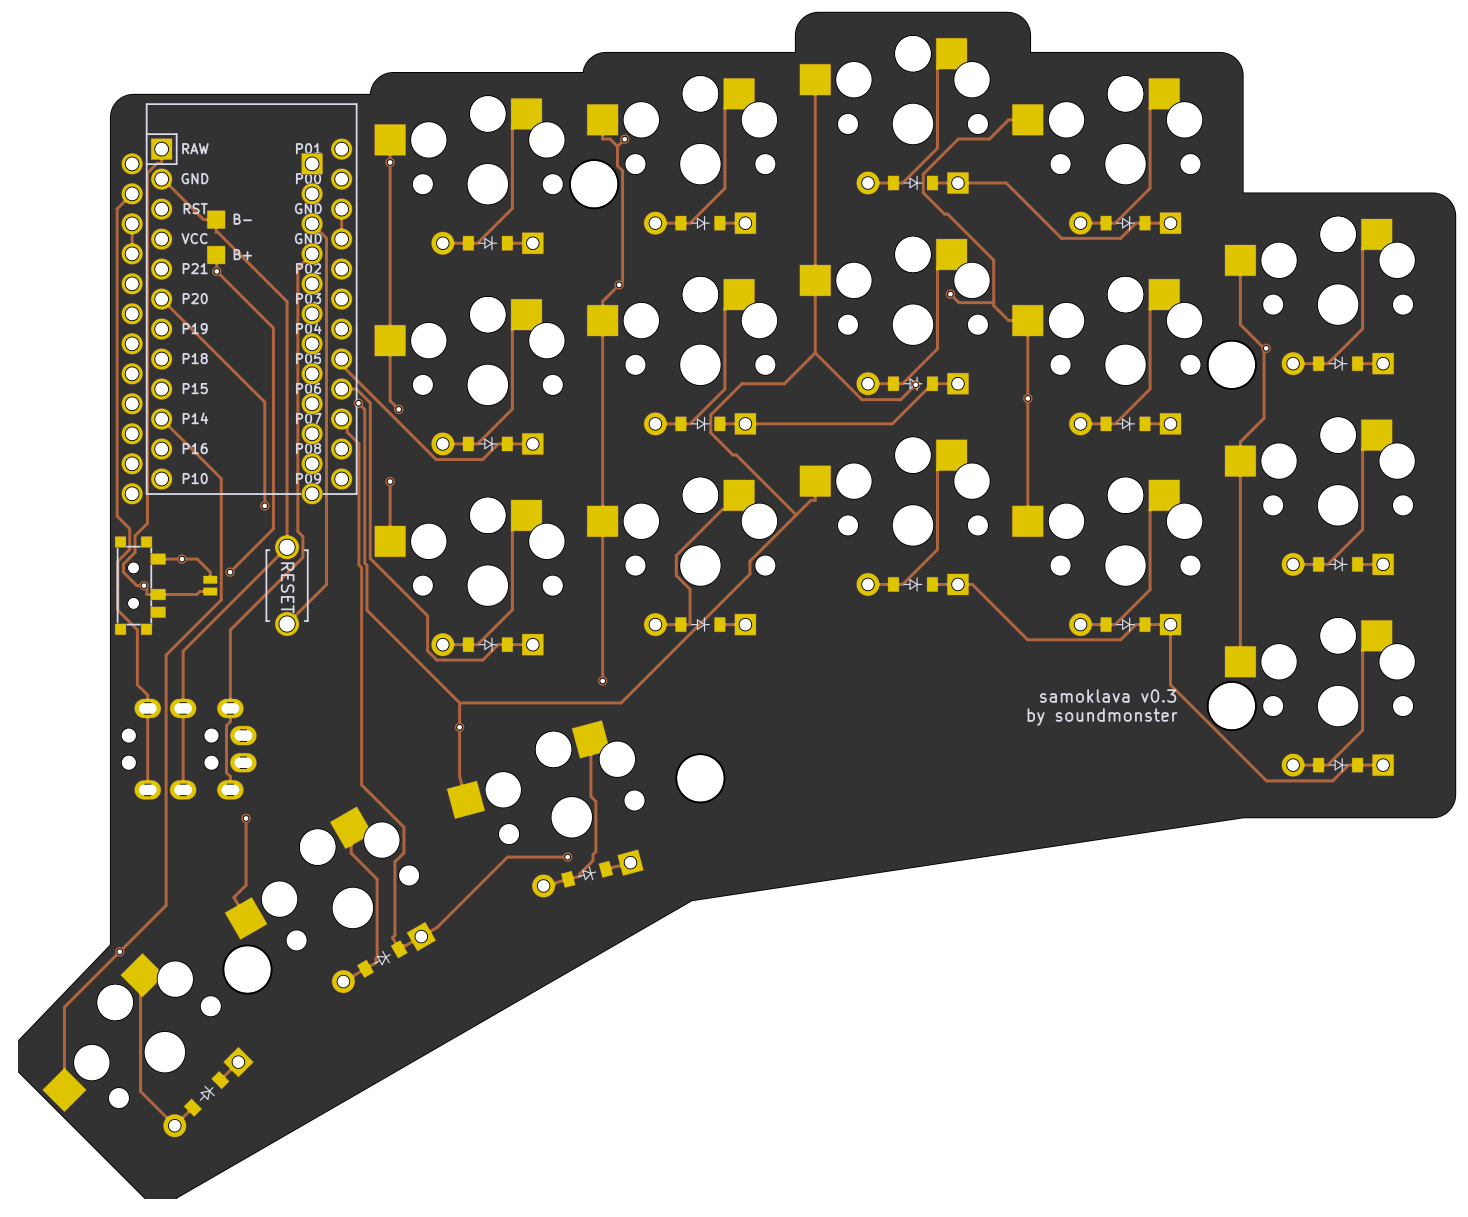 RAW P01
GND P00
RST GND
B-
VCC GND
B+
P21 P02
P20 P03
P19 P04
P18 P05
P15 P06
P14 P07
P16 P08
P10 P09
RESET
samoklava v0.3
by soundmonster